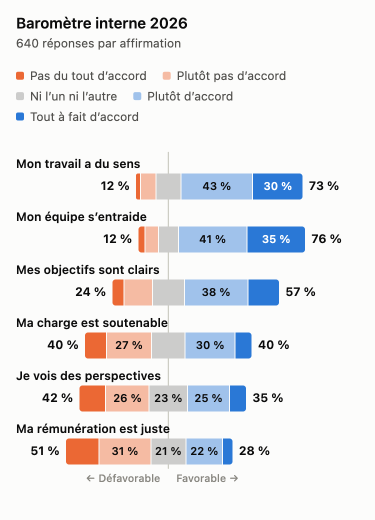 Baromètre interne 2026
640 réponses par affirmation
Pas du tout d’accord Plutôt pas d’accord
Ni l’un ni l’autre Plutôt d’accord
Tout à fait d’accord
Mon travail a du sens
12 % 43 % 30 % 73 %
Mon équipe s’entraide
12 % 41 % 35 % 76 %
Mes objectifs sont clairs
24 % 38 % 57 %
Ma charge est soutenable
40 % 27 % 30 % 40 %
Je vois des perspectives
42 % 26 % 23 % 25 % 35 %
Ma rémunération est juste
51 % 31 % 21 % 22 % 28 %
← Défavorable Favorable →